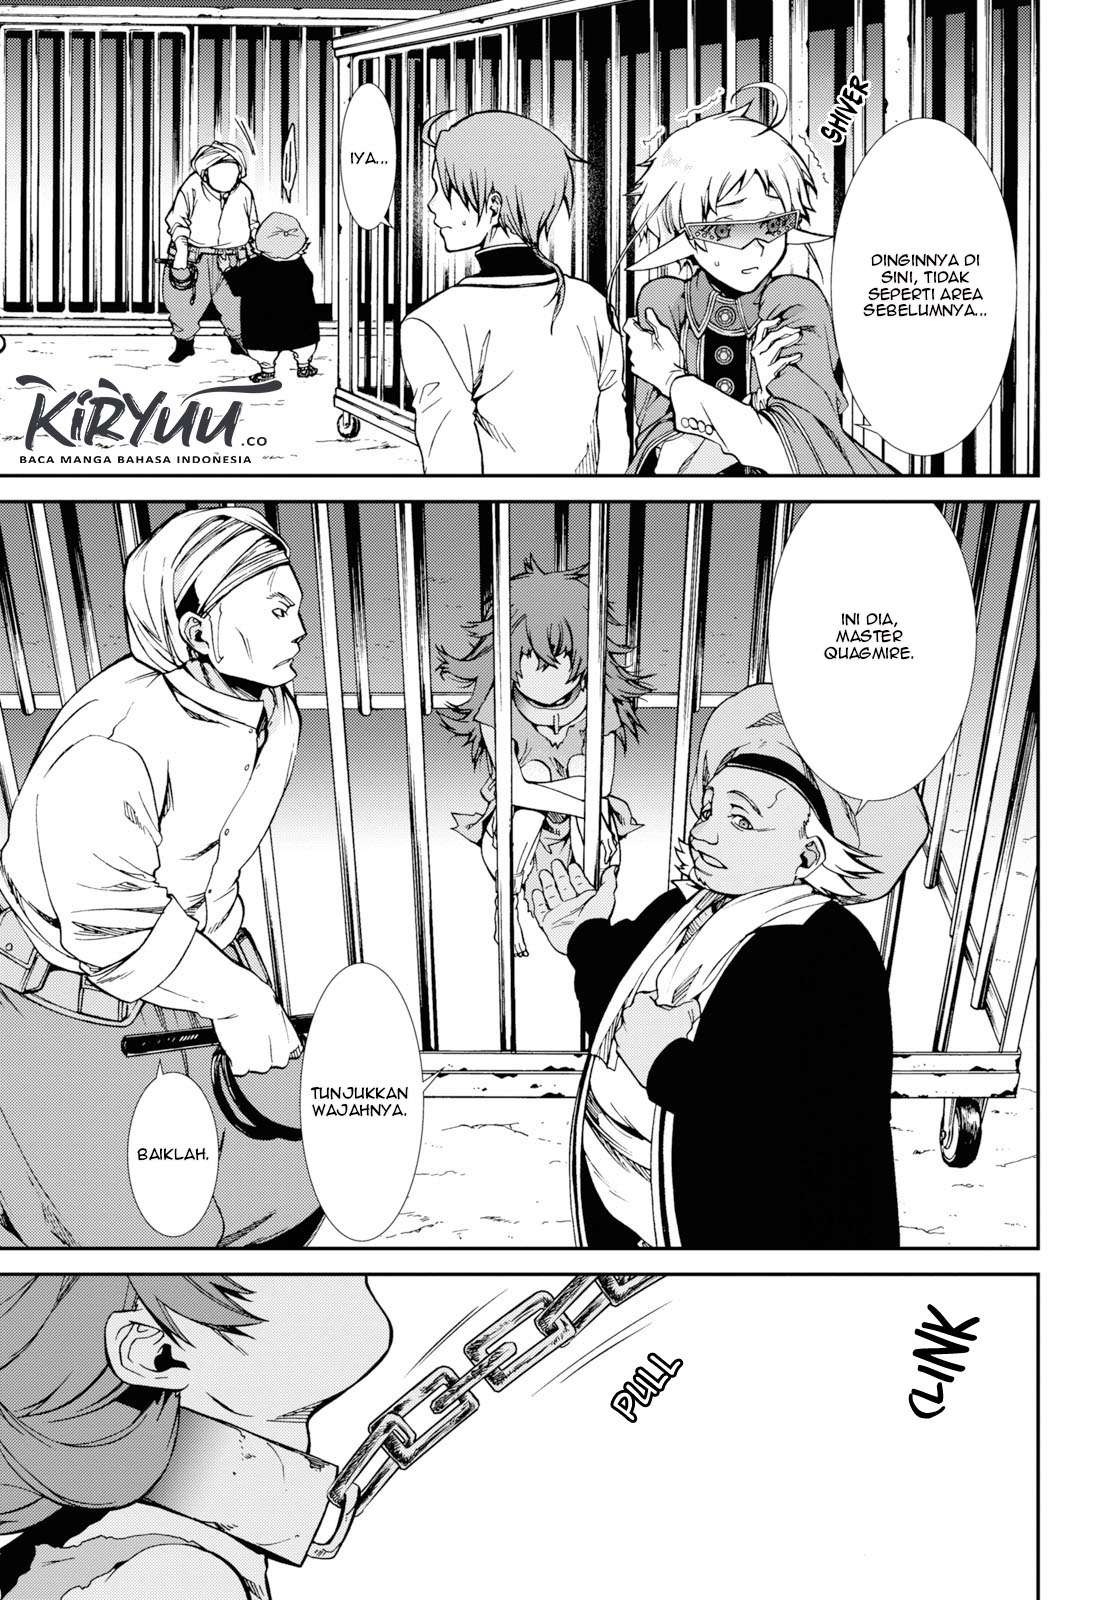 SHIVER
DINGINNYA DI
SINI, TIDAK
SEPERTI AREA
SEBELUMNYA...
IYA...
KIRYUU
.CO
BACA MANGA BAHASA INDONESIA
INI DIA,
MASTER
QUAGMIRE.
TUNJUKKAN
WAJAHNYA.
BAIKLAH.
CLINK
PULL